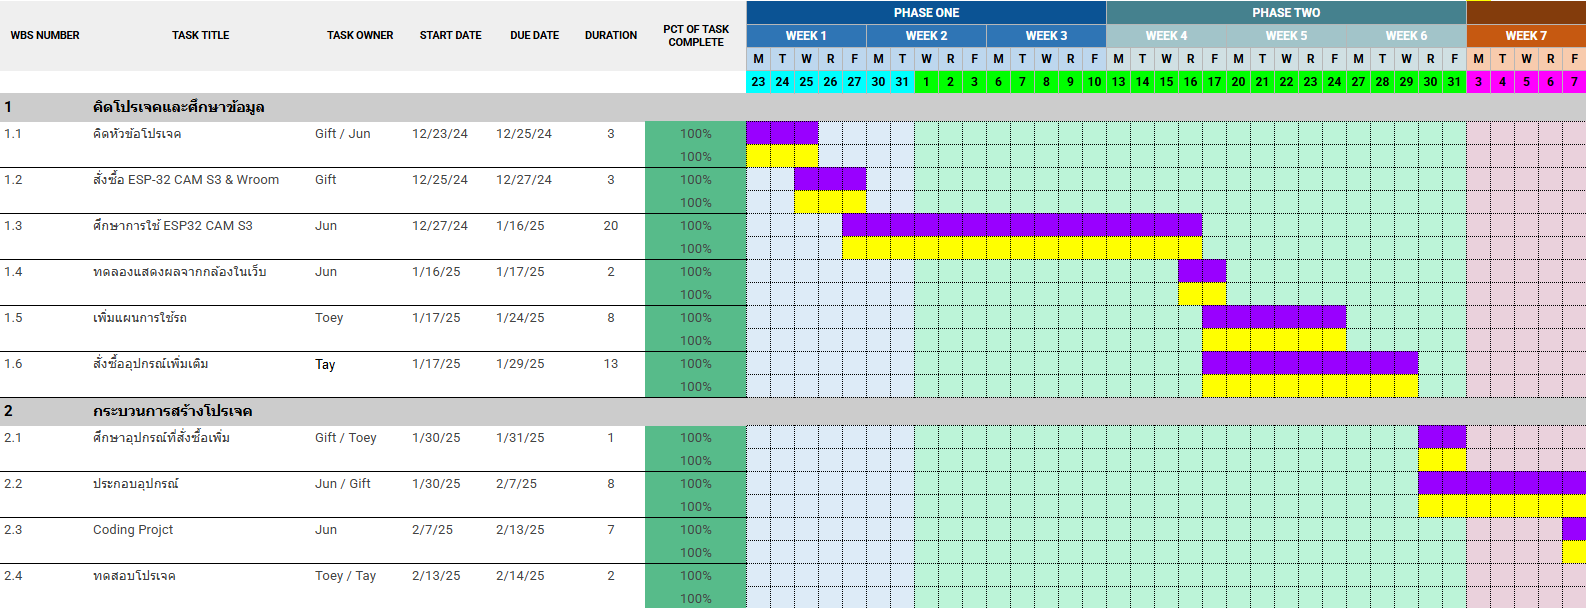 PHASE ONE PHASE TWO
WBS NUMBER TASK TITLE TASK OWNER START DATE DUE DATE DURATION PCT OF TASK COMPLETE WEEK 1 WEEK 2 WEEK 3 WEEK 4 WEEK 5 WEEK 6 WEEK 7
M T W R F M T W R F M T W R F M T W R F M T W R F M T W R F M T W R F
23 24 25 26 27 30 31 1 2 3 6 7 8 9 10 13 14 15 16 17 20 21 22 23 24 27 28 29 30 31 3 4 5 6 7
1 คิดโปรเจคและศึกษาข้อมูล
1.1 คิดหัวข้อโปรเจค Gift / Jun 12/23/24 12/25/24 3 100%
100%
1.2 สั่งซื้อ ESP-32 CAM S3 & Wroom Gift 12/25/24 12/27/24 3 100%
100%
1.3 ศึกษาการใช้ ESP32 CAM S3 Jun 12/27/24 1/16/25 20 100%
100%
1.4 ทดลองแสดงผลจากกล้องในเว็บ Jun 1/16/25 1/17/25 2 100%
100%
1.5 เพิ่มแผนการใช้รถ Toey 1/17/25 1/24/25 8 100%
100%
1.6 สั่งซื้ออุปกรณ์เพิ่มเติม Tay 1/17/25 1/29/25 13 100%
100%
2 กระบวนการสร้างโปรเจค
2.1 ศึกษาอุปกรณ์ที่สั่งซื้อเพิ่ม Gift / Toey 1/30/25 1/31/25 1 100%
100%
2.2 ประกอบอุปกรณ์ Jun / Gift 1/30/25 2/7/25 8 100%
100%
2.3 Coding Projct Jun 2/7/25 2/13/25 7 100%
100%
2.4 ทดสอบโปรเจค Toey / Tay 2/13/25 2/14/25 2 100%
100%